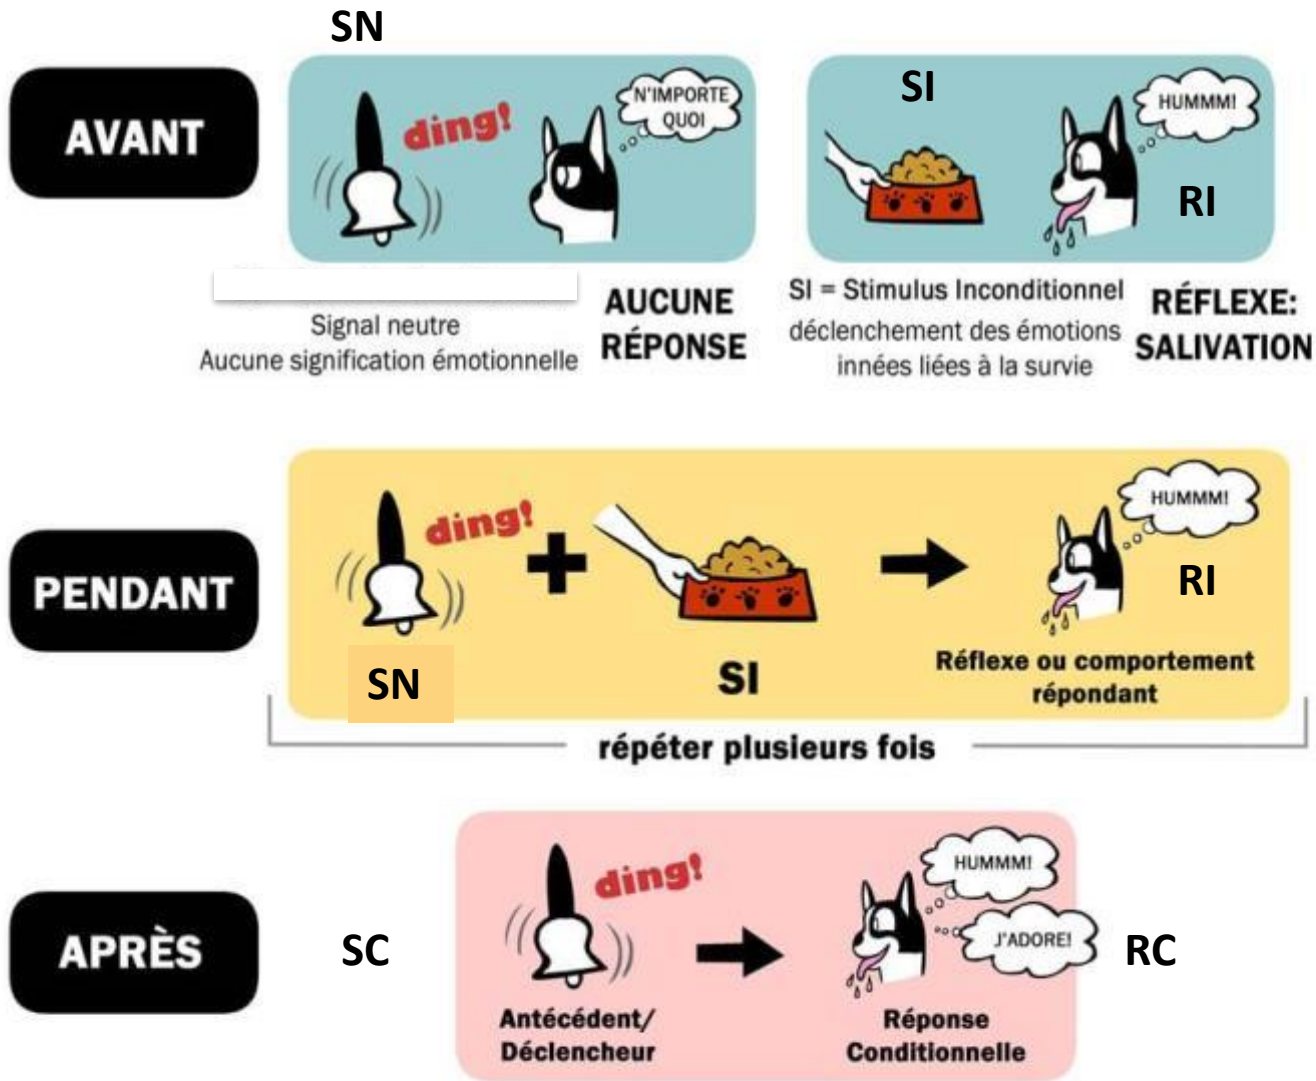 SN
AVANT
ding!
N'IMPORTE
QUOI
SI
HUMMM!
RI
Signal neutre
Aucune signification émotionnelle
AUCUNE
RÉPONSE
SI = Stimulus Inconditionnel
déclenchement des émotions
innées liées à la survie
RÉFLEXE:
SALIVATION
PENDANT
ding!
SN
SI
HUMMM!
RI
Réflexe ou comportement
répondant
répéter plusieurs fois
APRÈS
SC
ding!
Antécédent/
Déclencheur
HUMMM!
J'ADORE!
RC
Réponse
Conditionnelle